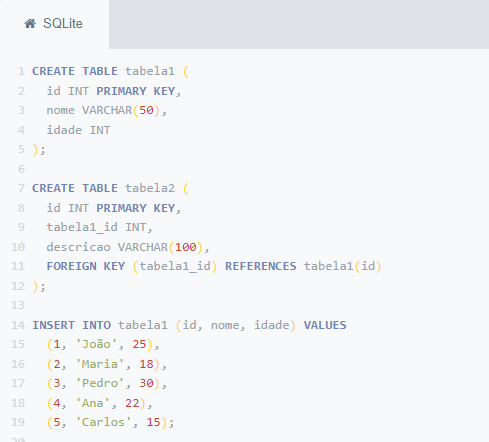 SQLite
1 CREATE TABLE tabela1 (
2 id INT PRIMARY KEY,
3 nome VARCHAR(50),
4 idade INT
5 );
6
7 CREATE TABLE tabela2 (
8 id INT PRIMARY KEY,
9 tabela1_id INT,
10 descricao VARCHAR(100),
11 FOREIGN KEY (tabela1_id) REFERENCES tabela1(id)
12 );
13
14 INSERT INTO tabela1 (id, nome, idade) VALUES
15 (1, 'João', 25),
16 (2, 'Maria', 18),
17 (3, 'Pedro', 30),
18 (4, 'Ana', 22),
19 (5, 'Carlos', 15);
20